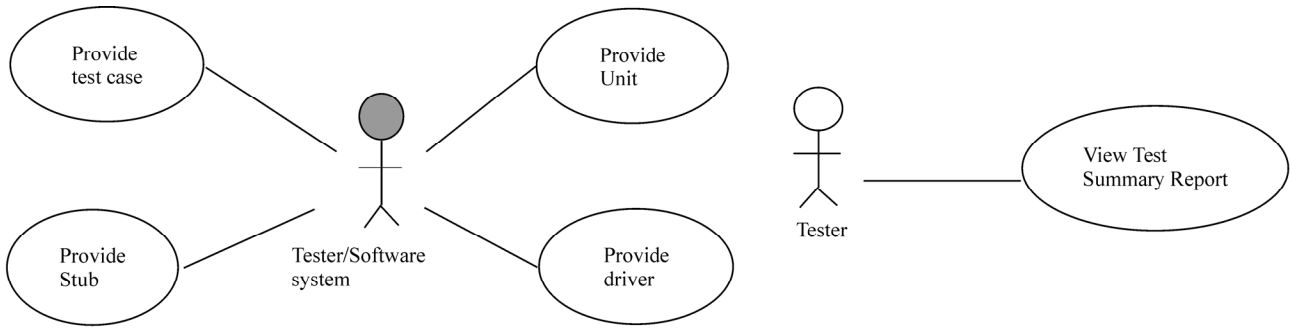 Provide
test case
Provide
Unit
Provide
Stub
Tester/Software
system
Provide
driver
Tester
View Test
Summary Report